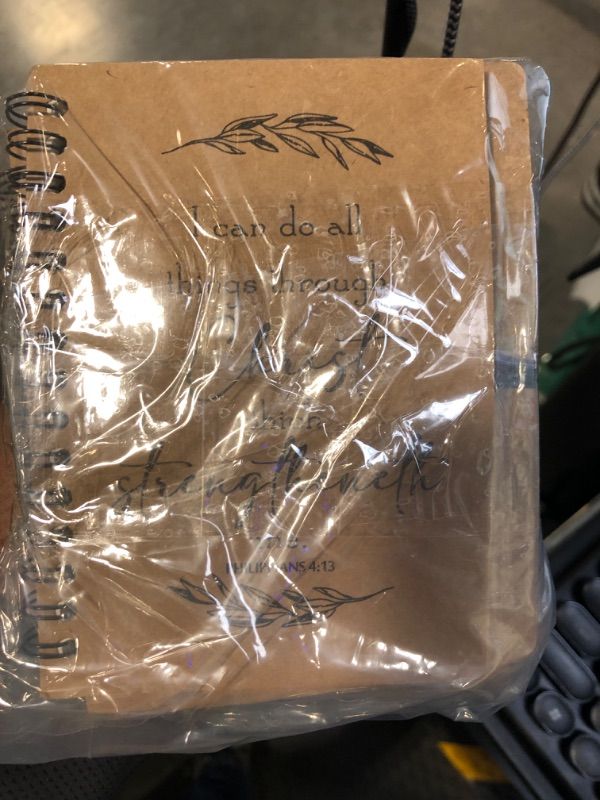 I can do all
things through
Christ
which
strengtheneth
me.
PHILIPPIANS 4:13